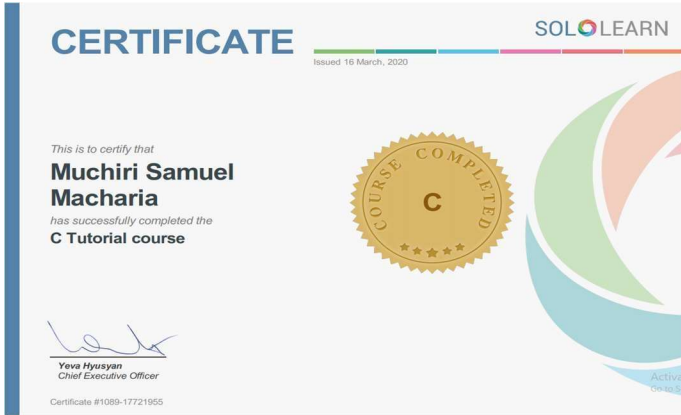 CERTIFICATE
SOLOLEARN
Issued 16 March, 2020
This is to certify that
Muchiri Samuel
Macharia
has successfully completed the
C Tutorial course
COURSE COMPLETED
C
Yeva Hyusyan
Chief Executive Officer
Certificate #1089-17721955